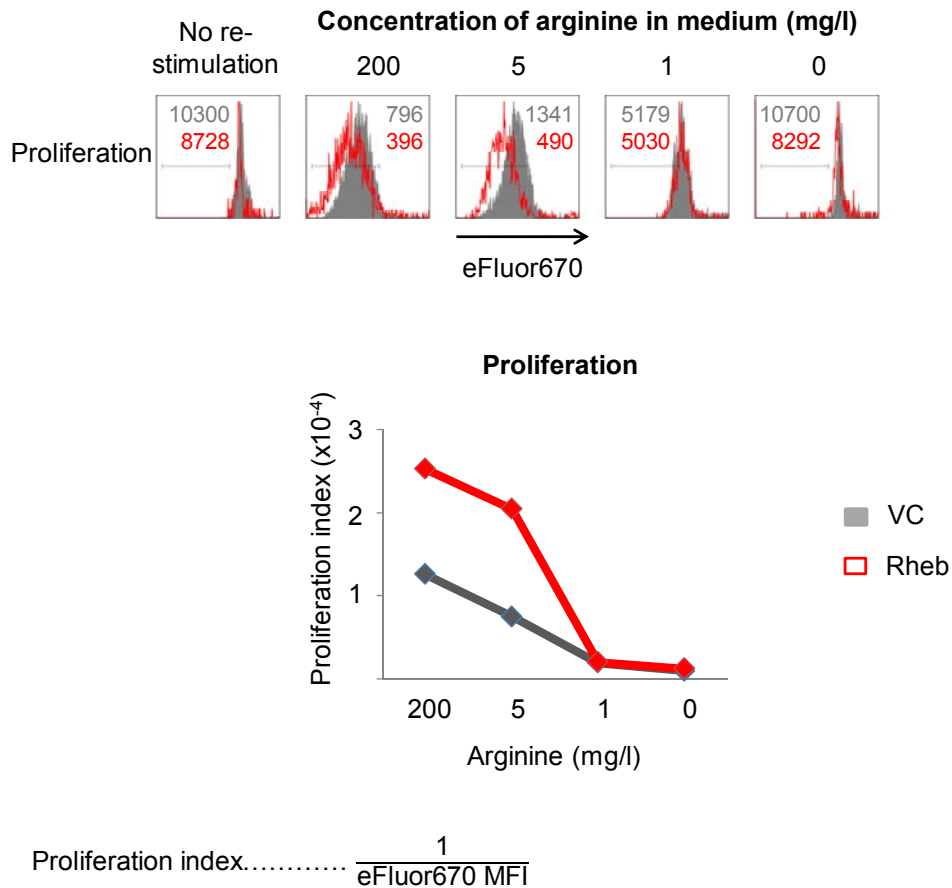 No re-stimulation
Concentration of arginine in medium (mg/l)
200 5 1 0
Proliferation
10300 796 1341 5179 10700
8728 396 490 5030 8292
eFluor670
Proliferation
Proliferation index (x10⁻⁴)
3
2
1
200 5 1 0
Arginine (mg/l)
VC
Rheb
Proliferation index............ 1
eFluor670 MFI